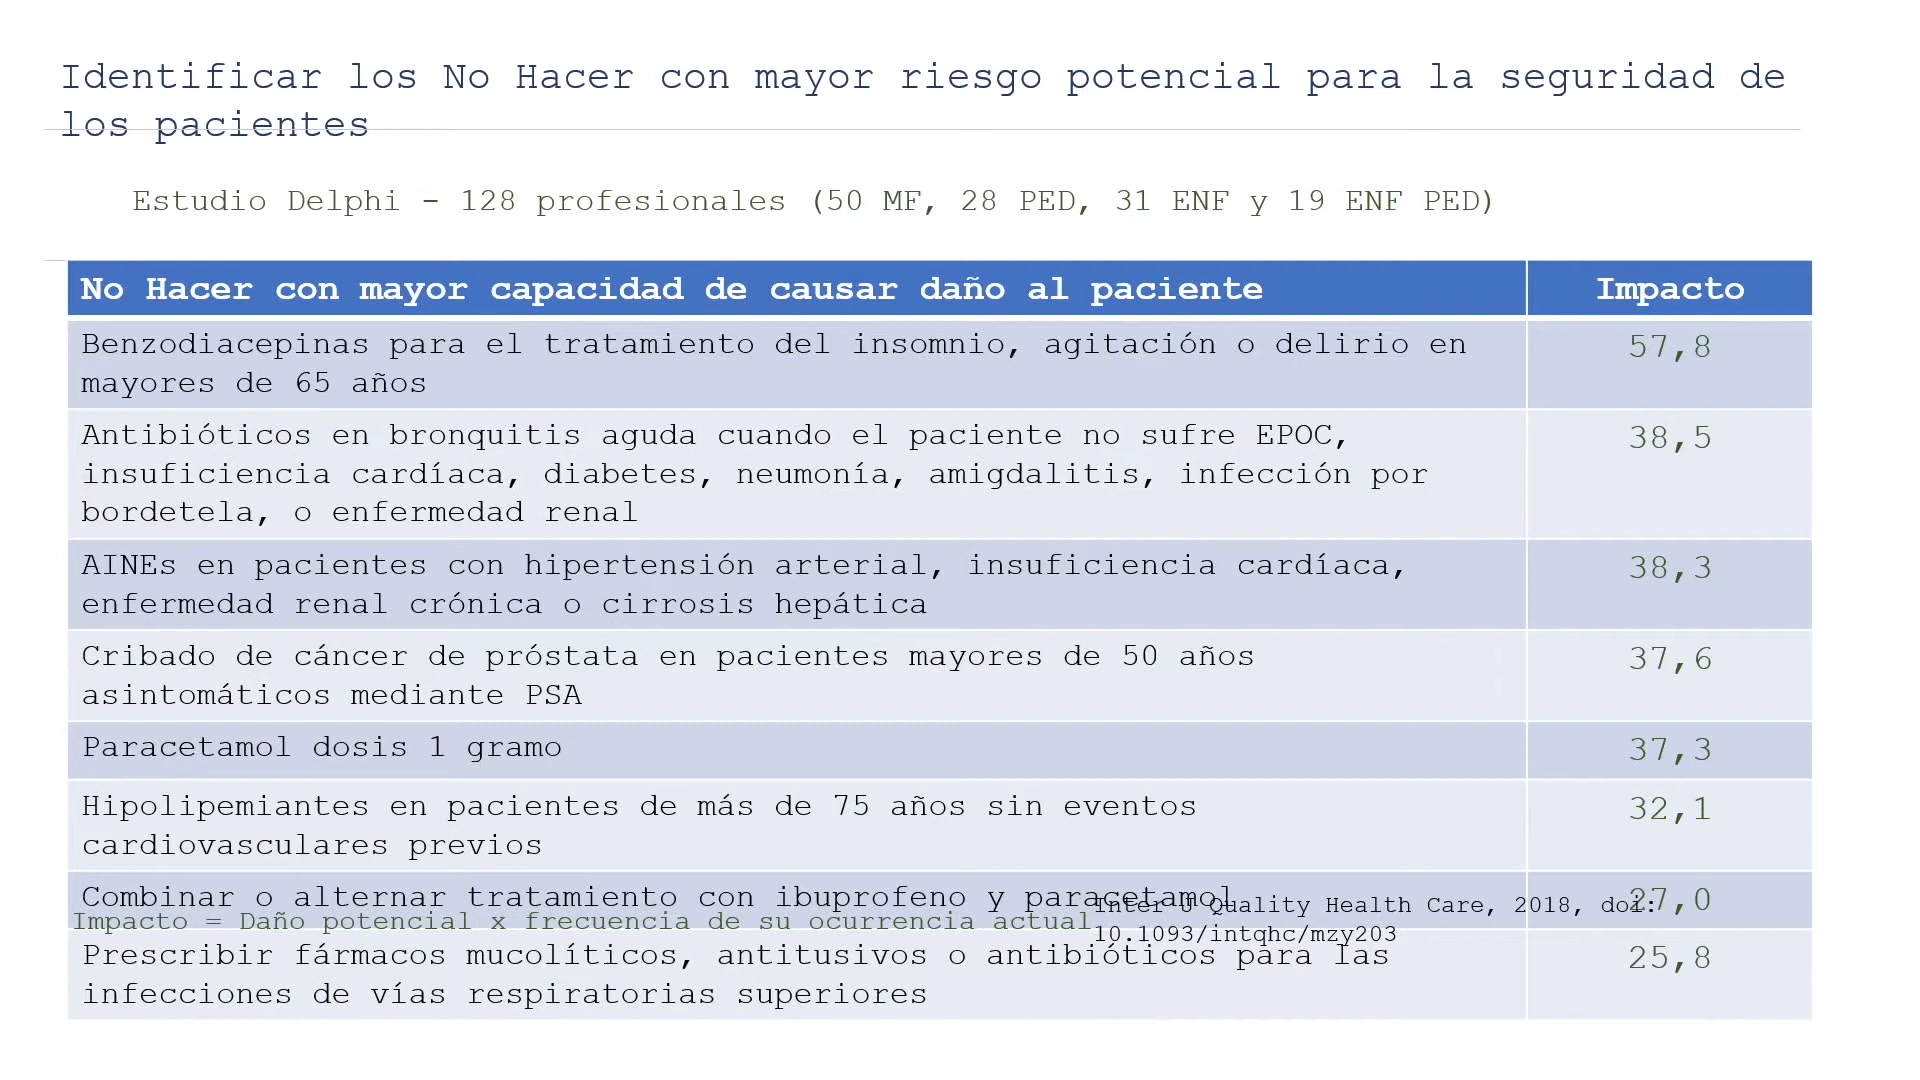 Identificar los No Hacer con mayor riesgo potencial para la seguridad de
los pacientes
Estudio Delphi - 128 profesionales (50 MF, 28 PED, 31 ENF y 19 ENF PED)
No Hacer con mayor capacidad de causar daño al paciente
Impacto
Benzodiacepinas para el tratamiento del insomnio, agitación o delirio en
mayores de 65 años
57,8
Antibióticos en bronquitis aguda cuando el paciente no sufre EPOC,
insuficiencia cardíaca, diabetes, neumonía, amigdalitis, infección por
bordetela, o enfermedad renal
38,5
AINEs en pacientes con hipertensión arterial, insuficiencia cardíaca,
enfermedad renal crónica o cirrosis hepática
38,3
Cribado de cáncer de próstata en pacientes mayores de 50 años
asintomáticos mediante PSA
37,6
Paracetamol dosis 1 gramo
37,3
Hipolipemiantes en pacientes de más de 75 años sin eventos
cardiovasculares previos
32,1
Combinar o alternar tratamiento con ibuprofeno y paracetamol
27,0
Impacto = Daño potencial x frecuencia de su ocurrencia actual
Inter J Quality Health Care, 2018, doi:
10.1093/intqhc/mzy203
Prescribir fármacos mucolíticos, antitusivos o antibióticos para las
infecciones de vías respiratorias superiores
25,8